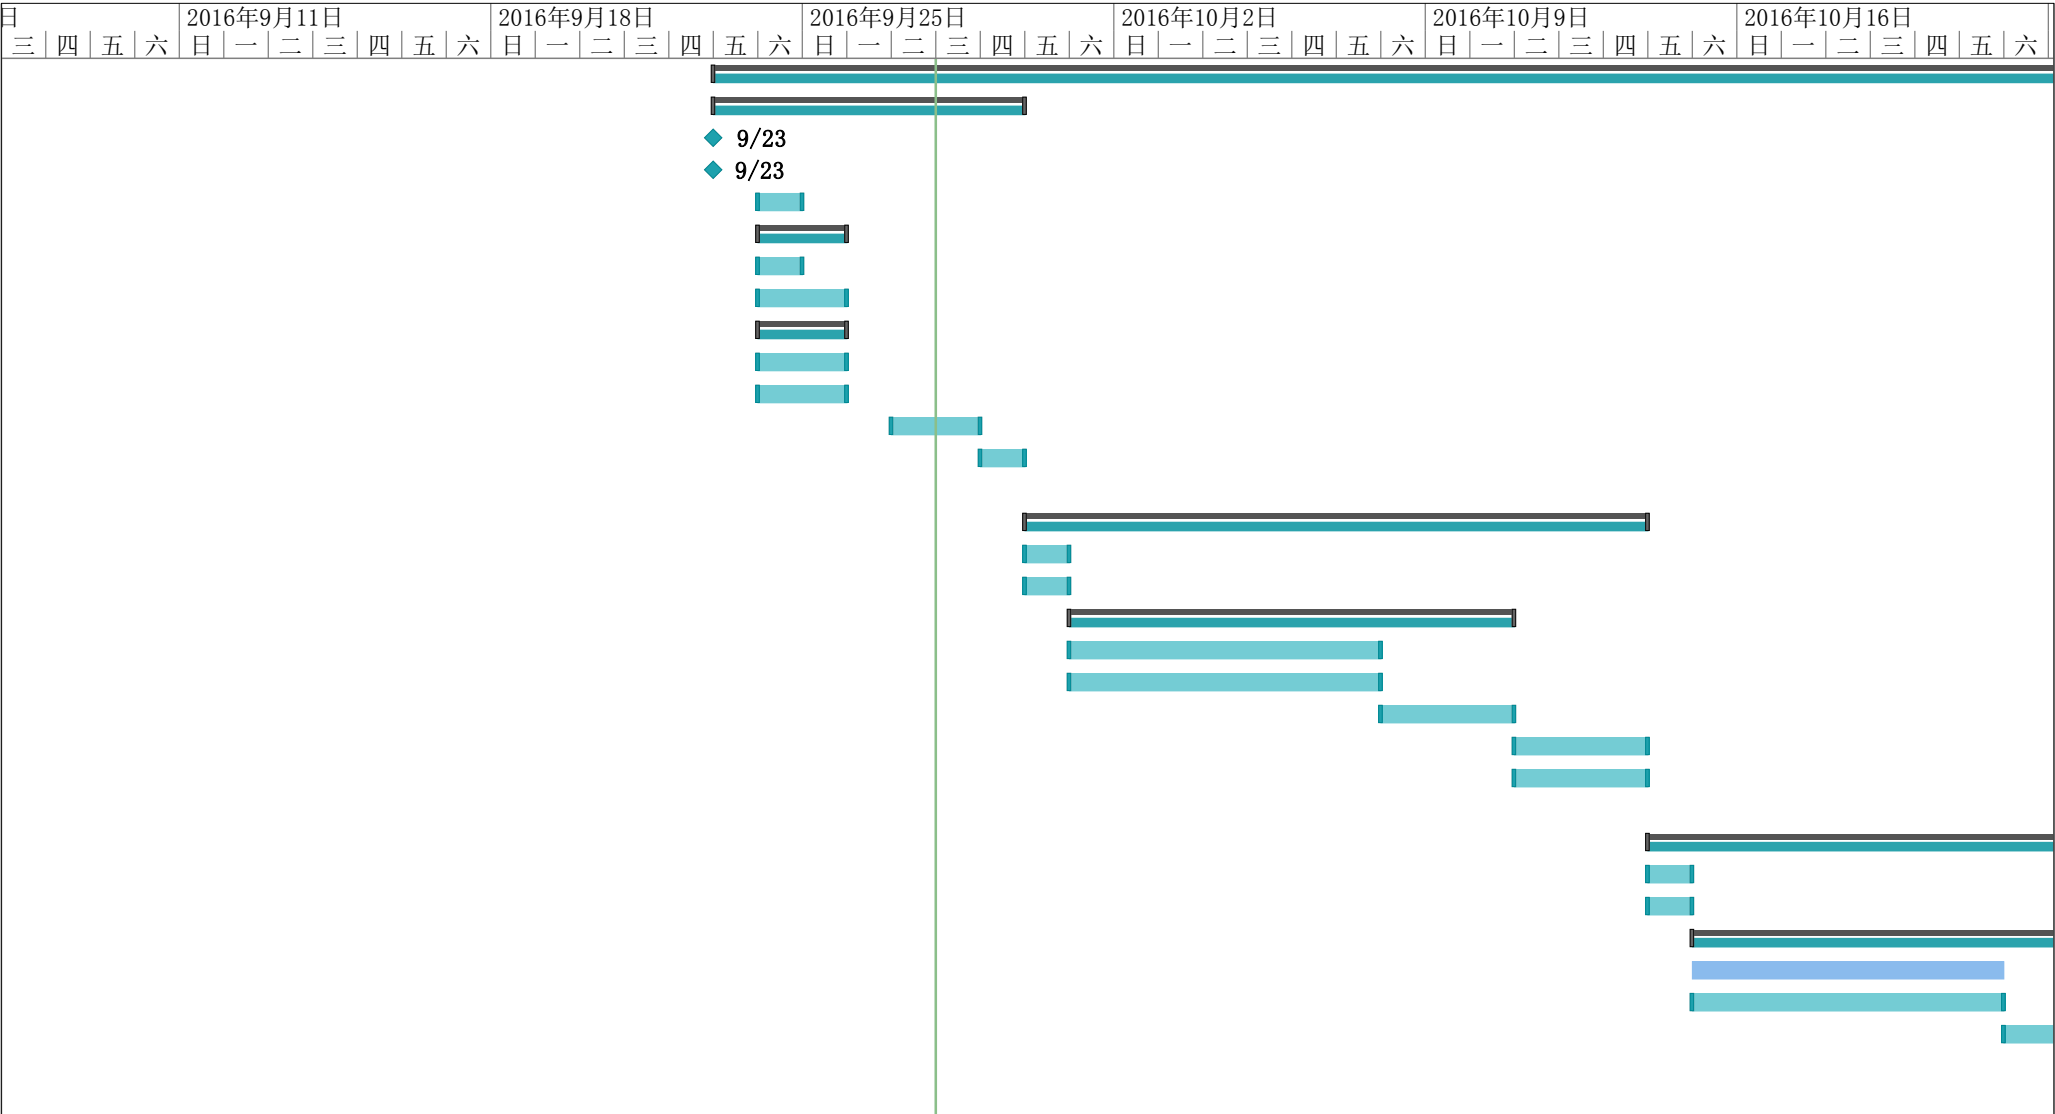 日 2016年9月11日 2016年9月18日 2016年9月25日 2016年10月2日 2016年10月9日 2016年10月16日
三 四 五 六 日 一 二 三 四 五 六 日 一 二 三 四 五 六 日 一 二 三 四 五 六 日 一 二 三 四 五 六 日 一 二 三 四 五 六 日 一 二 三 四 五 六
9/23
9/23